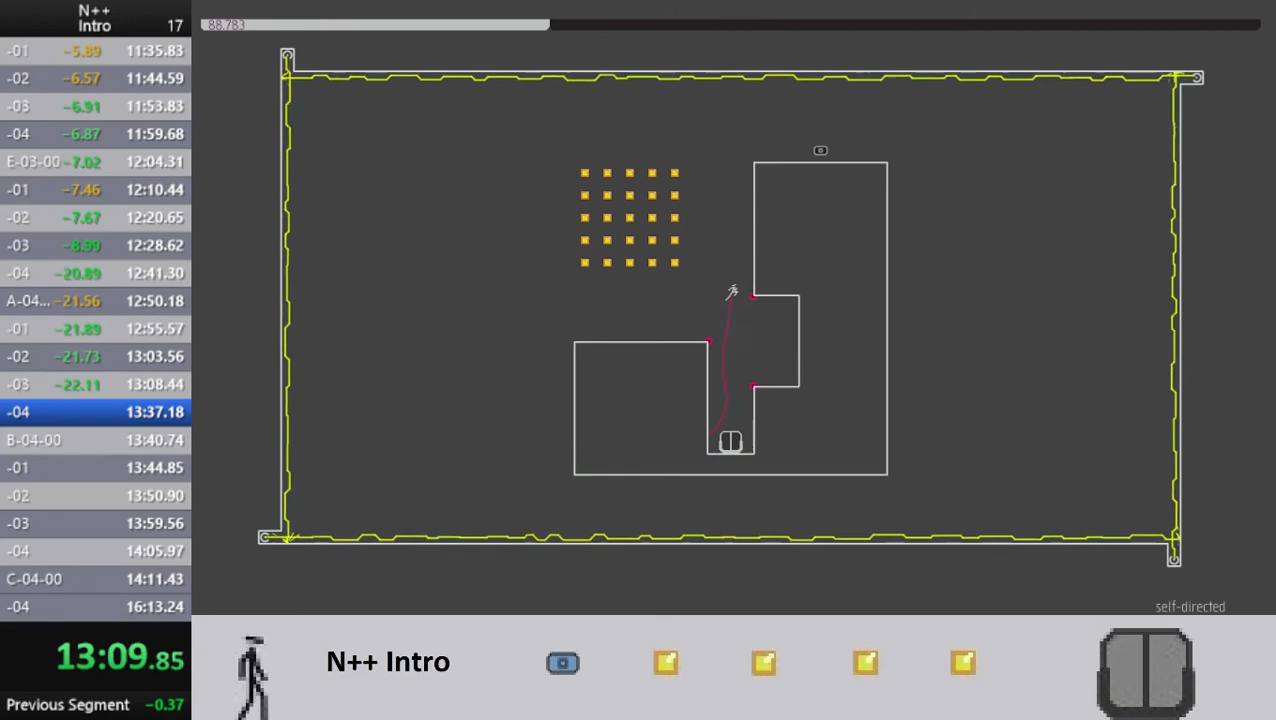 N++
Intro 17
-01 -5.89 11:35.83
-02 -6.57 11:44.59
-03 -6.91 11:53.83
-04 -6.87 11:59.68
E-03-00 -7.02 12:04.31
-01 -7.46 12:10.44
-02 -7.67 12:20.65
-03 -8.99 12:28.62
-04 -20.89 12:41.30
A-04... -21.56 12:50.18
-01 -21.89 12:55.57
-02 -21.73 13:03.56
-03 -22.11 13:08.44
-04 13:37.18
B-04-00 13:40.74
-01 13:44.85
-02 13:50.90
-03 13:59.56
-04 14:05.97
C-04-00 14:11.43
-04 16:13.24
13:09.85
Previous Segment -0.37
88.783
self-directed
N++ Intro